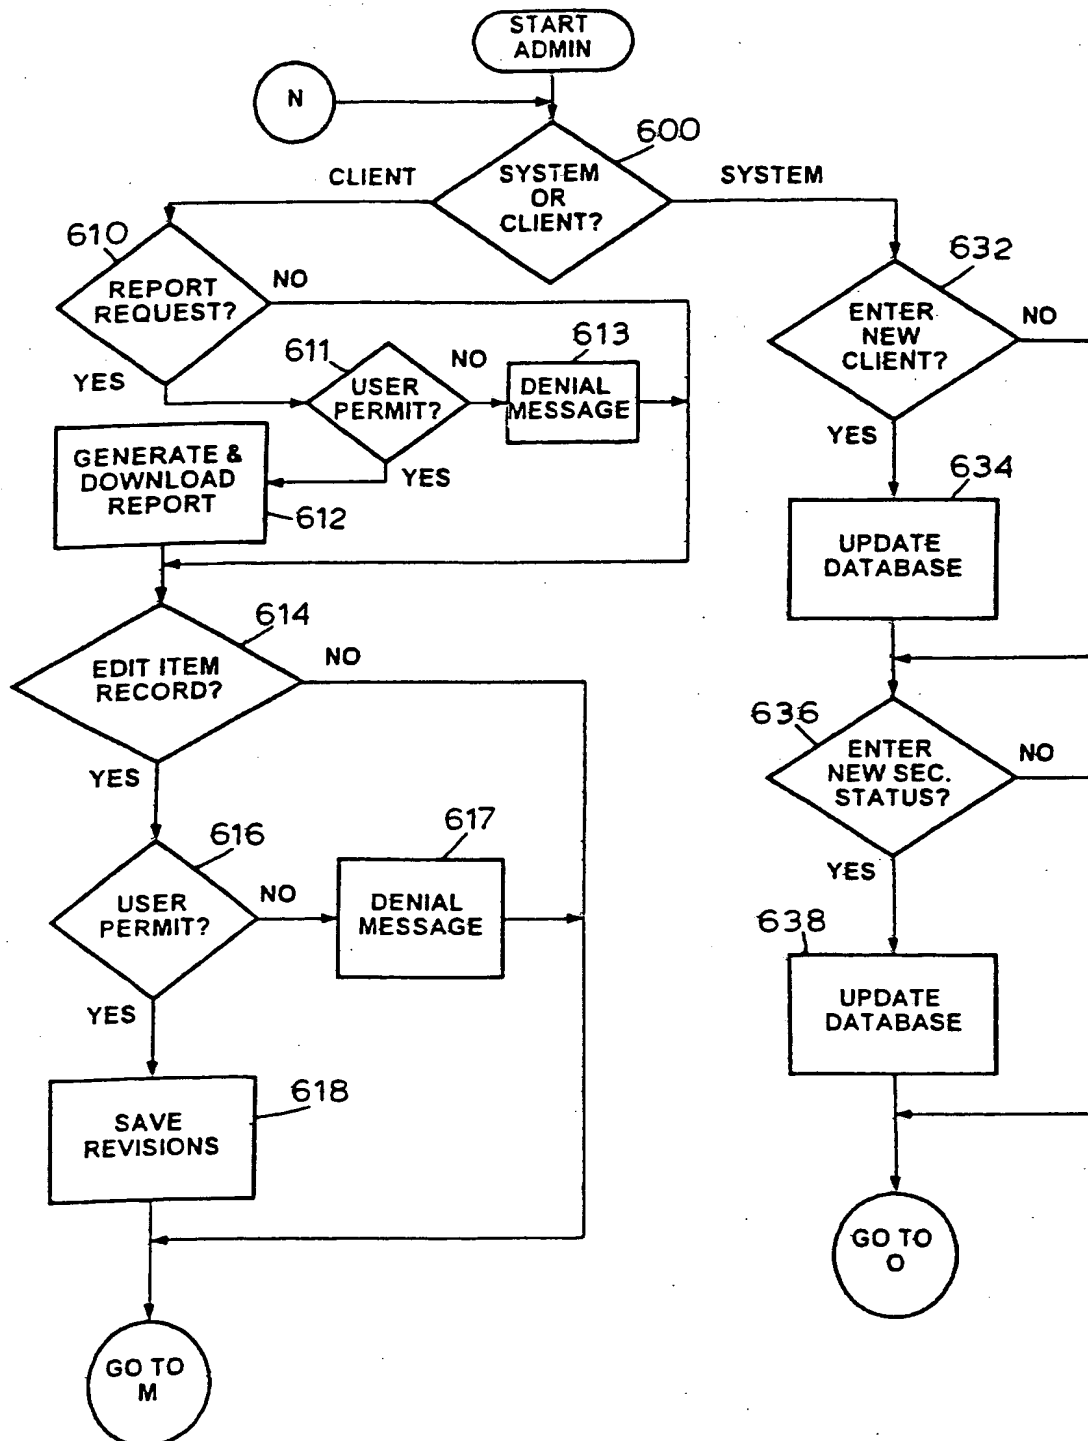 START
ADMIN
N
600
CLIENT
SYSTEM
OR
CLIENT?
SYSTEM
610
REPORT
REQUEST?
NO
YES
611
USER
PERMIT?
NO
613
DENIAL
MESSAGE
YES
GENERATE &
DOWNLOAD
REPORT
612
614
EDIT ITEM
RECORD?
NO
YES
616
USER
PERMIT?
NO
617
DENIAL
MESSAGE
YES
618
SAVE
REVISIONS
GO TO
M
632
ENTER
NEW
CLIENT?
NO
YES
634
UPDATE
DATABASE
636
ENTER
NEW SEC.
STATUS?
NO
YES
638
UPDATE
DATABASE
GO TO
O